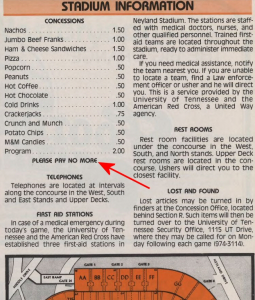 STADIUM INFORMATION
CONCESSIONS
Nachos 1.50
Jumbo Beef Franks 1.00
Ham & Cheese Sandwiches 1.50
Pizza 1.00
Popcorn .50
Peanuts .50
Hot Coffee .50
Hot Chocolate .50
Cold Drinks 1.00
Crackerjacks .75
Crunch and Munch .50
Potato Chips .50
M&M Candies .50
Program 2.00
PLEASE PAY NO MORE
TELEPHONES
Telephones are located at intervals
along the concourse in the West, South
and East Stands and Upper Decks.
FIRST AID STATIONS
In case of a medical emergency during
today's game, the University of Ten-
nessee and the American Red Cross have
established three first-aid stations in
Neyland Stadium. The stations are staff-
ed with medical doctors, nurses, and
other qualified personnel. Trained first-
aid teams are located throughout the
stadium, ready to administer immediate
care.
If you need medical assistance, notify
the team nearest you. If you are unable
to locate a team, find a Law enforce-
ment officer or usher and he will direct
you. This is a service provided by the
University of Tennessee and the
American Red Cross, a United Way
agency.
REST ROOMS
Rest room facilities are located
under the concourse in the West,
South, and North stands. Upper Deck
rest rooms are located in the con-
course. Ushers will direct you to the
closest facility.
LOST AND FOUND
Lost articles may be turned in by
finders at the Concession Office, located
behind Section R. Such items will then be
turned over to the University of Ten-
nessee Security Office, 1115 UT Drive,
where they may be called for on Mon-
day following each game (974-3114).
AA BB CC DD EE FF
GG